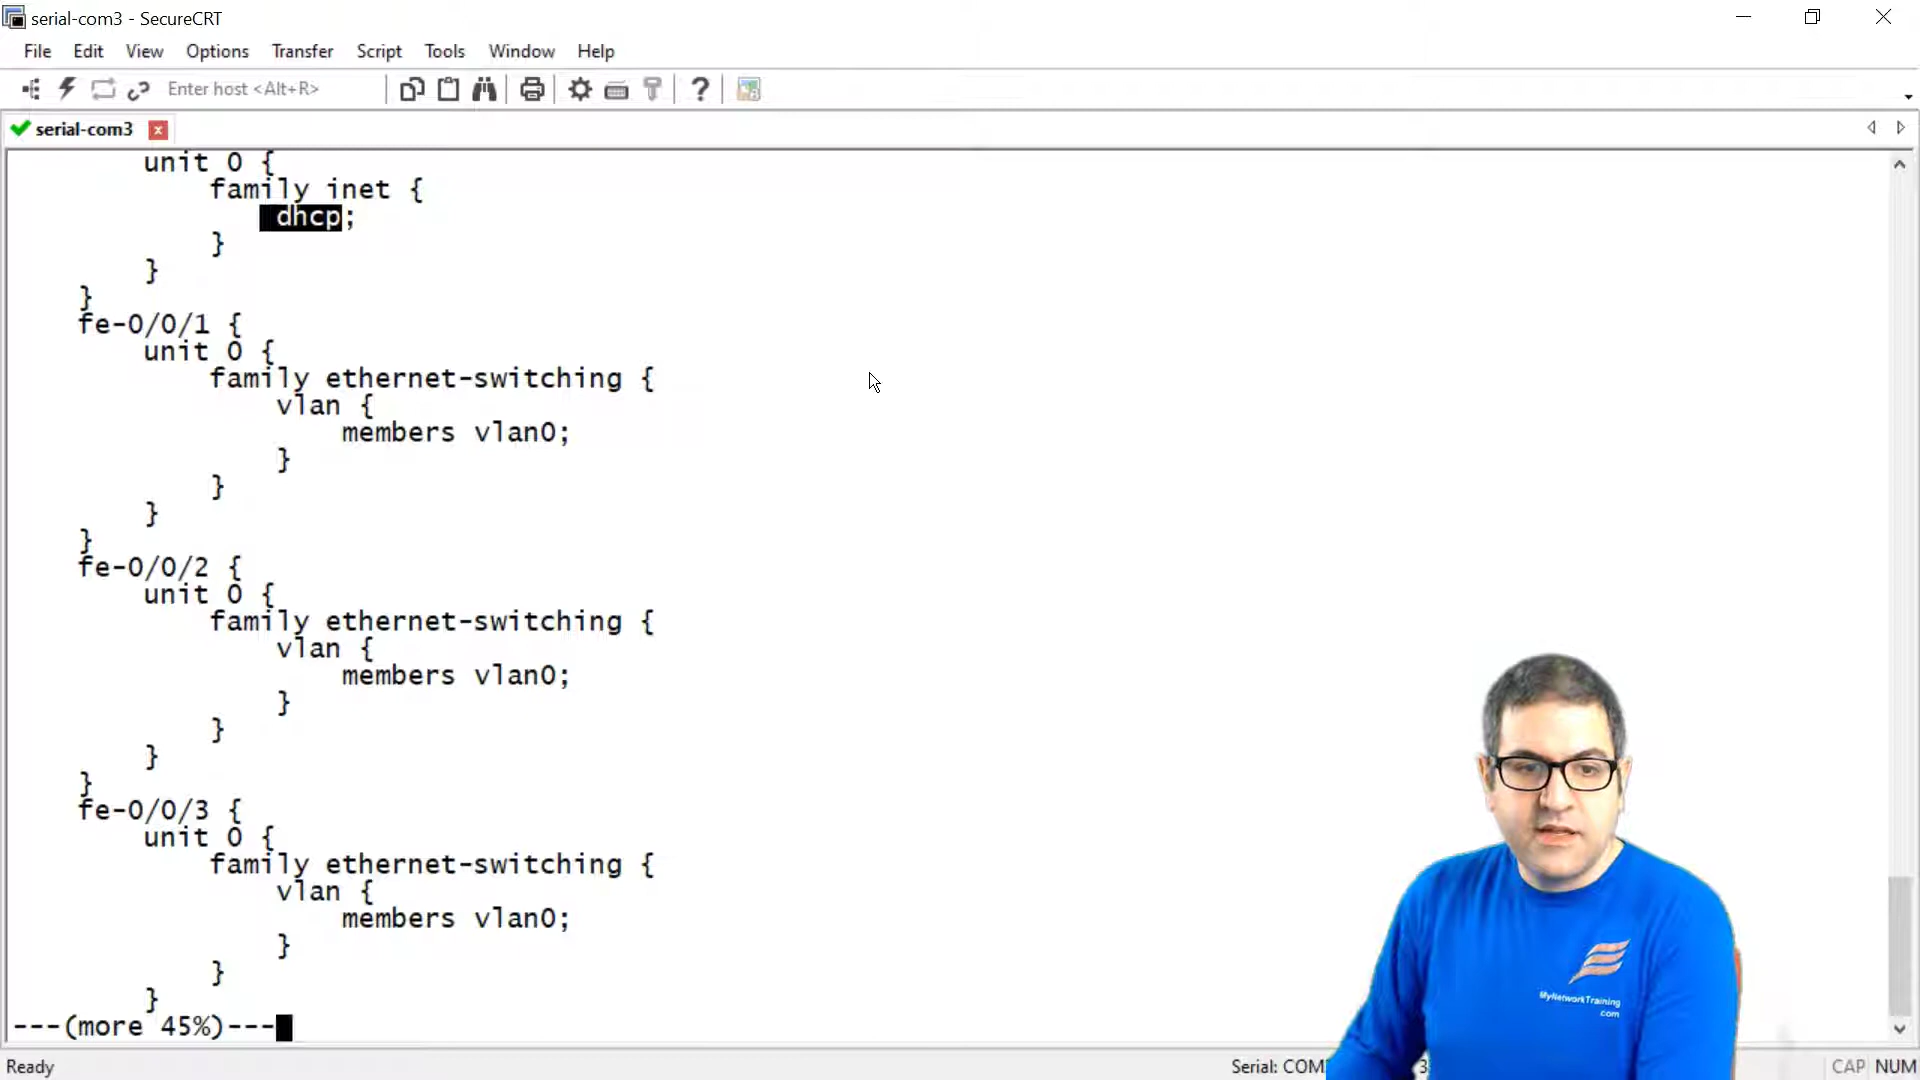 serial-com3 - SecureCRT
File Edit View Options Transfer Script Tools Window Help
Enter host <Alt+R>
serial-com3
unit 0 {
family inet {
dhcp;
}
}
}
fe-0/0/1 {
unit 0 {
family ethernet-switching {
vlan {
members vlan0;
}
}
}
}
fe-0/0/2 {
unit 0 {
family ethernet-switching {
vlan {
members vlan0;
}
}
}
}
fe-0/0/3 {
unit 0 {
family ethernet-switching {
vlan {
members vlan0;
}
}
}
---(more 45%)---
MyNetworkTraining
.com
Ready Serial: COM 3 CAP NUM